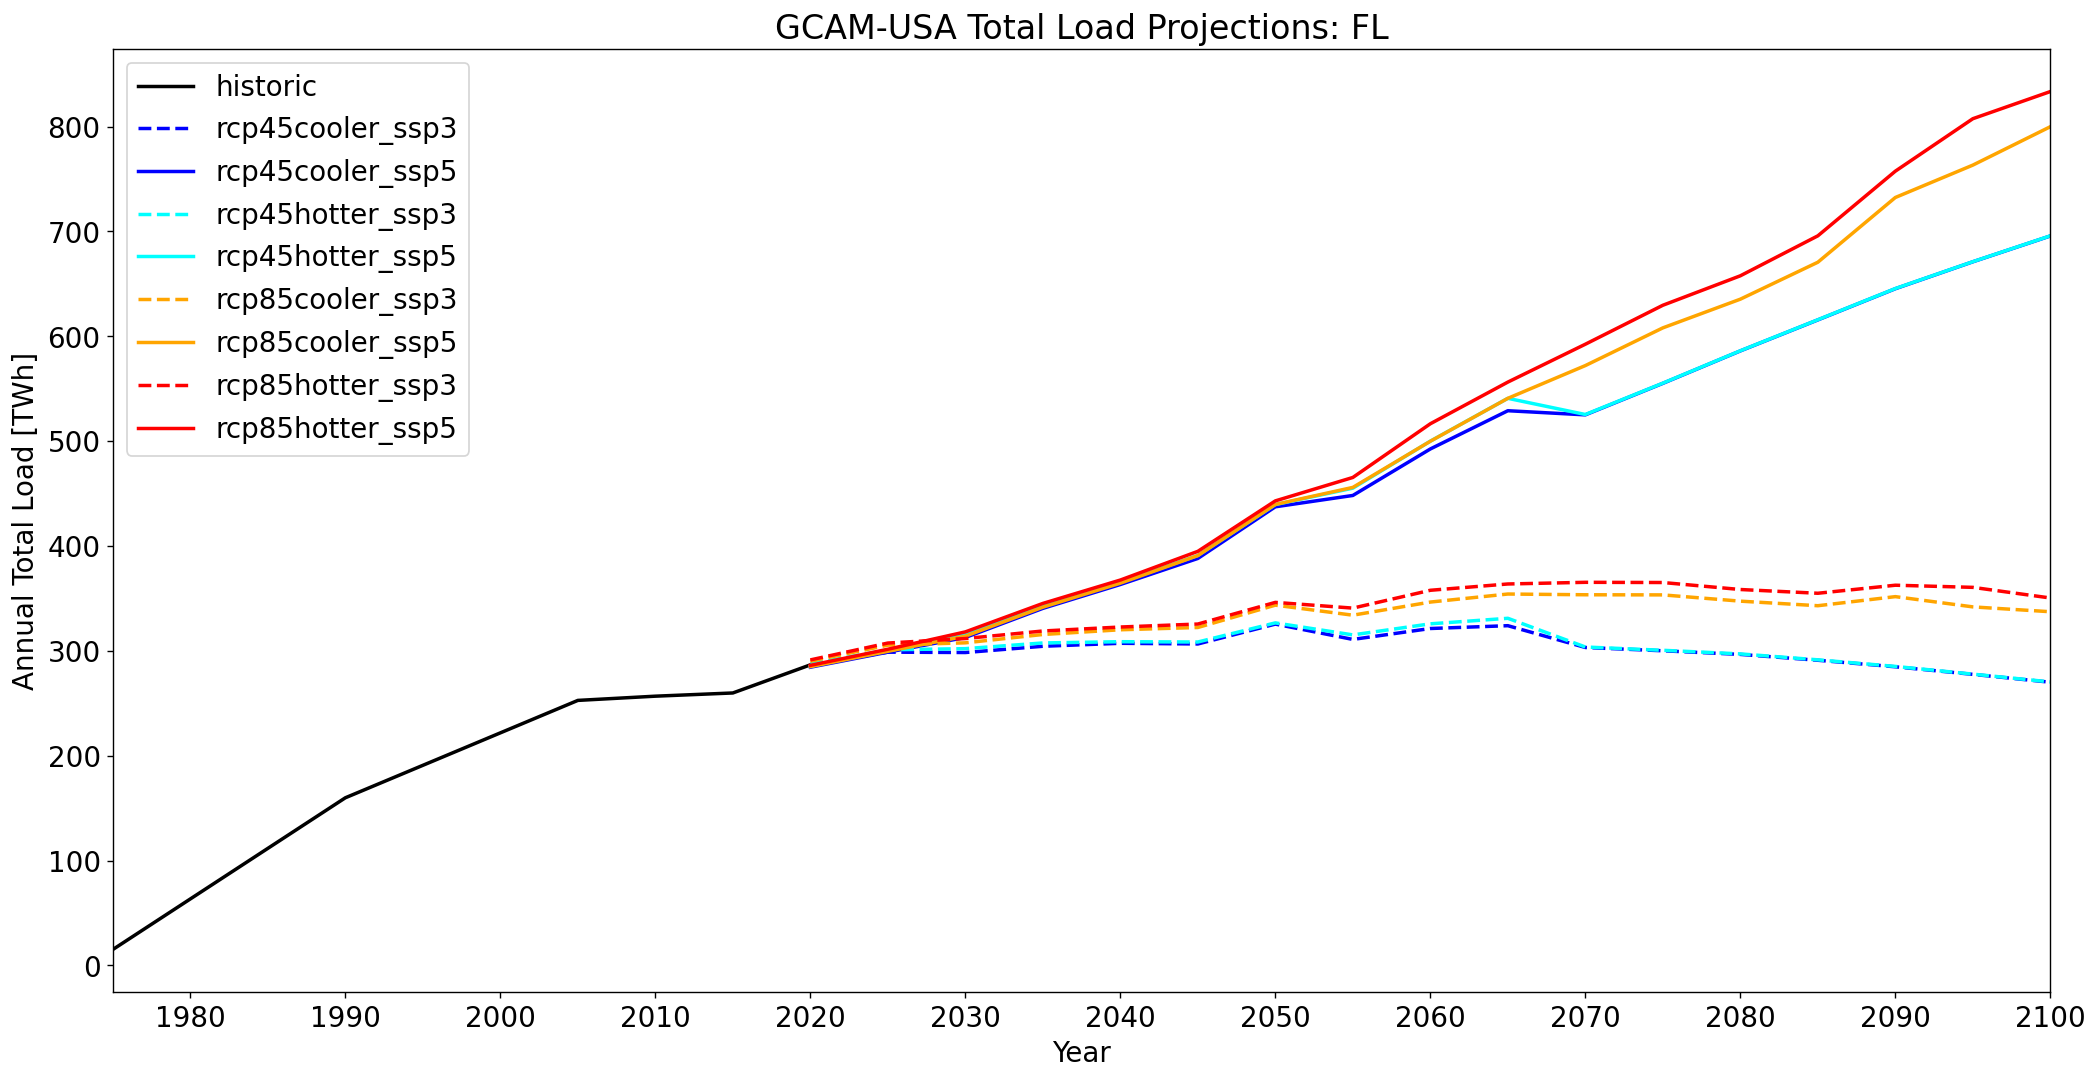 GCAM-USA Total Load Projections: FL
historic
rcp45cooler_ssp3
rcp45cooler_ssp5
rcp45hotter_ssp3
rcp45hotter_ssp5
rcp85cooler_ssp3
rcp85cooler_ssp5
rcp85hotter_ssp3
rcp85hotter_ssp5
Annual Total Load [TWh]
800
700
600
500
400
300
200
100
0
1980 1990 2000 2010 2020 2030 2040 2050 2060 2070 2080 2090 2100
Year